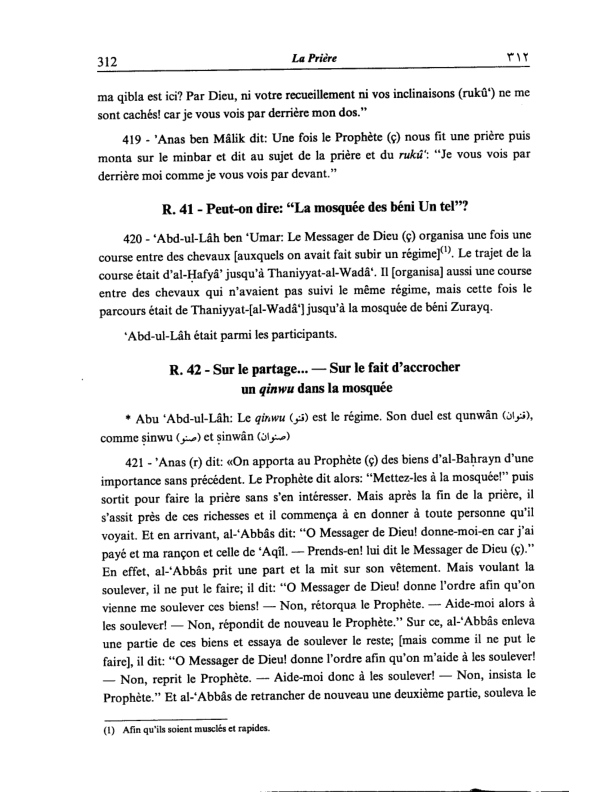 312
La Prière
٣١٢
ma qibla est ici? Par Dieu, ni votre recueillement ni vos inclinaisons (rukû‘) ne me
sont cachés! car je vous vois par derrière mon dos.”
419 - ’Anas ben Mâlik dit: Une fois le Prophète (ç) nous fit une prière puis
monta sur le minbar et dit au sujet de la prière et du rukû‘: “Je vous vois par
derrière moi comme je vous vois par devant.”
R. 41 - Peut-on dire: “La mosquée des béni Un tel”?
420 - ‘Abd-ul-Lâh ben ‘Umar: Le Messager de Dieu (ç) organisa une fois une
course entre des chevaux [auxquels on avait fait subir un régime](1). Le trajet de la
course était d’al-Ḥafyâ’ jusqu’à Thaniyyat-al-Wadâ‘. Il [organisa] aussi une course
entre des chevaux qui n’avaient pas suivi le même régime, mais cette fois le
parcours était de Thaniyyat-[al-Wadâ‘] jusqu’à la mosquée de béni Zurayq.
‘Abd-ul-Lâh était parmi les participants.
R. 42 - Sur le partage... — Sur le fait d’accrocher
un qinwu dans la mosquée
* Abu ‘Abd-ul-Lâh: Le qinwu (قنو) est le régime. Son duel est qunwân (قنوان),
comme ṣinwu (صنو) et ṣinwân (صنوان)
421 - ’Anas (r) dit: «On apporta au Prophète (ç) des biens d’al-Baḥrayn d’une
importance sans précédent. Le Prophète dit alors: “Mettez-les à la mosquée!” puis
sortit pour faire la prière sans s’en intéresser. Mais après la fin de la prière, il
s’assit près de ces richesses et il commença à en donner à toute personne qu’il
voyait. Et en arrivant, al-‘Abbâs dit: “O Messager de Dieu! donne-moi-en car j’ai
payé et ma rançon et celle de ‘Aqîl. — Prends-en! lui dit le Messager de Dieu (ç).”
En effet, al-‘Abbâs prit une part et la mit sur son vêtement. Mais voulant la
soulever, il ne put le faire; il dit: “O Messager de Dieu! donne l’ordre afin qu’on
vienne me soulever ces biens! — Non, rétorqua le Prophète. — Aide-moi alors à
les soulever! — Non, répondit de nouveau le Prophète.” Sur ce, al-‘Abbâs enleva
une partie de ces biens et essaya de soulever le reste; [mais comme il ne put le
faire], il dit: “O Messager de Dieu! donne l’ordre afin qu’on m’aide à les soulever!
— Non, reprit le Prophète. — Aide-moi donc à les soulever! — Non, insista le
Prophète.” Et al-‘Abbâs de retrancher de nouveau une deuxième partie, souleva le
(1) Afin qu’ils soient musclés et rapides.